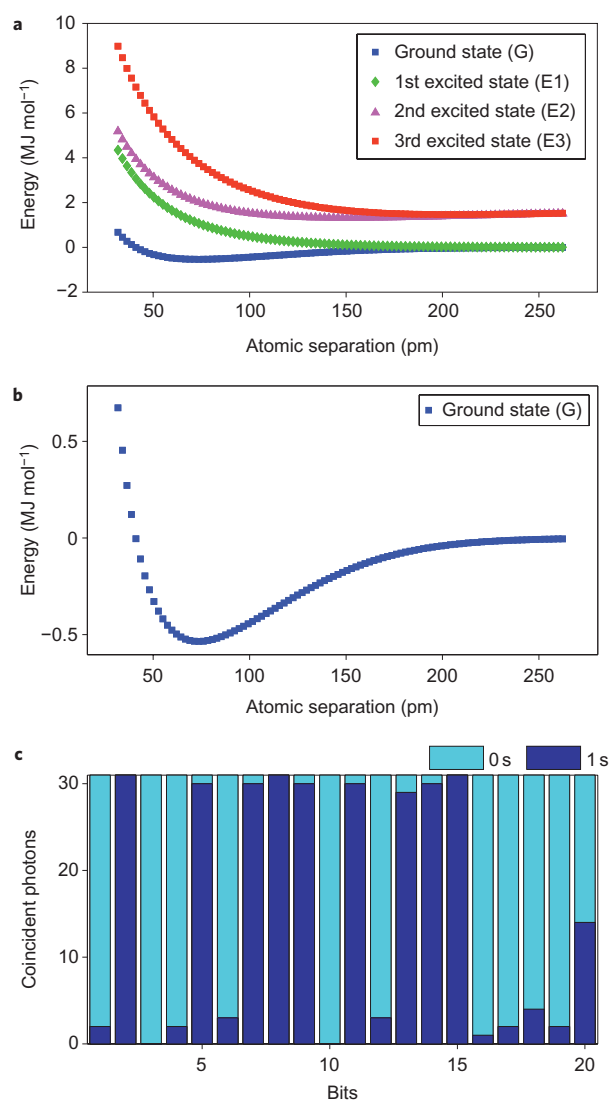 a
10
8
6
4
2
0
−2
Energy (MJ mol⁻¹)
Ground state (G)
1st excited state (E1)
2nd excited state (E2)
3rd excited state (E3)
50 100 150 200 250
Atomic separation (pm)
b
0.5
0
−0.5
Energy (MJ mol⁻¹)
Ground state (G)
50 100 150 200 250
Atomic separation (pm)
c
0 s 1 s
30
20
10
0
Coincident photons
5 10 15 20
Bits